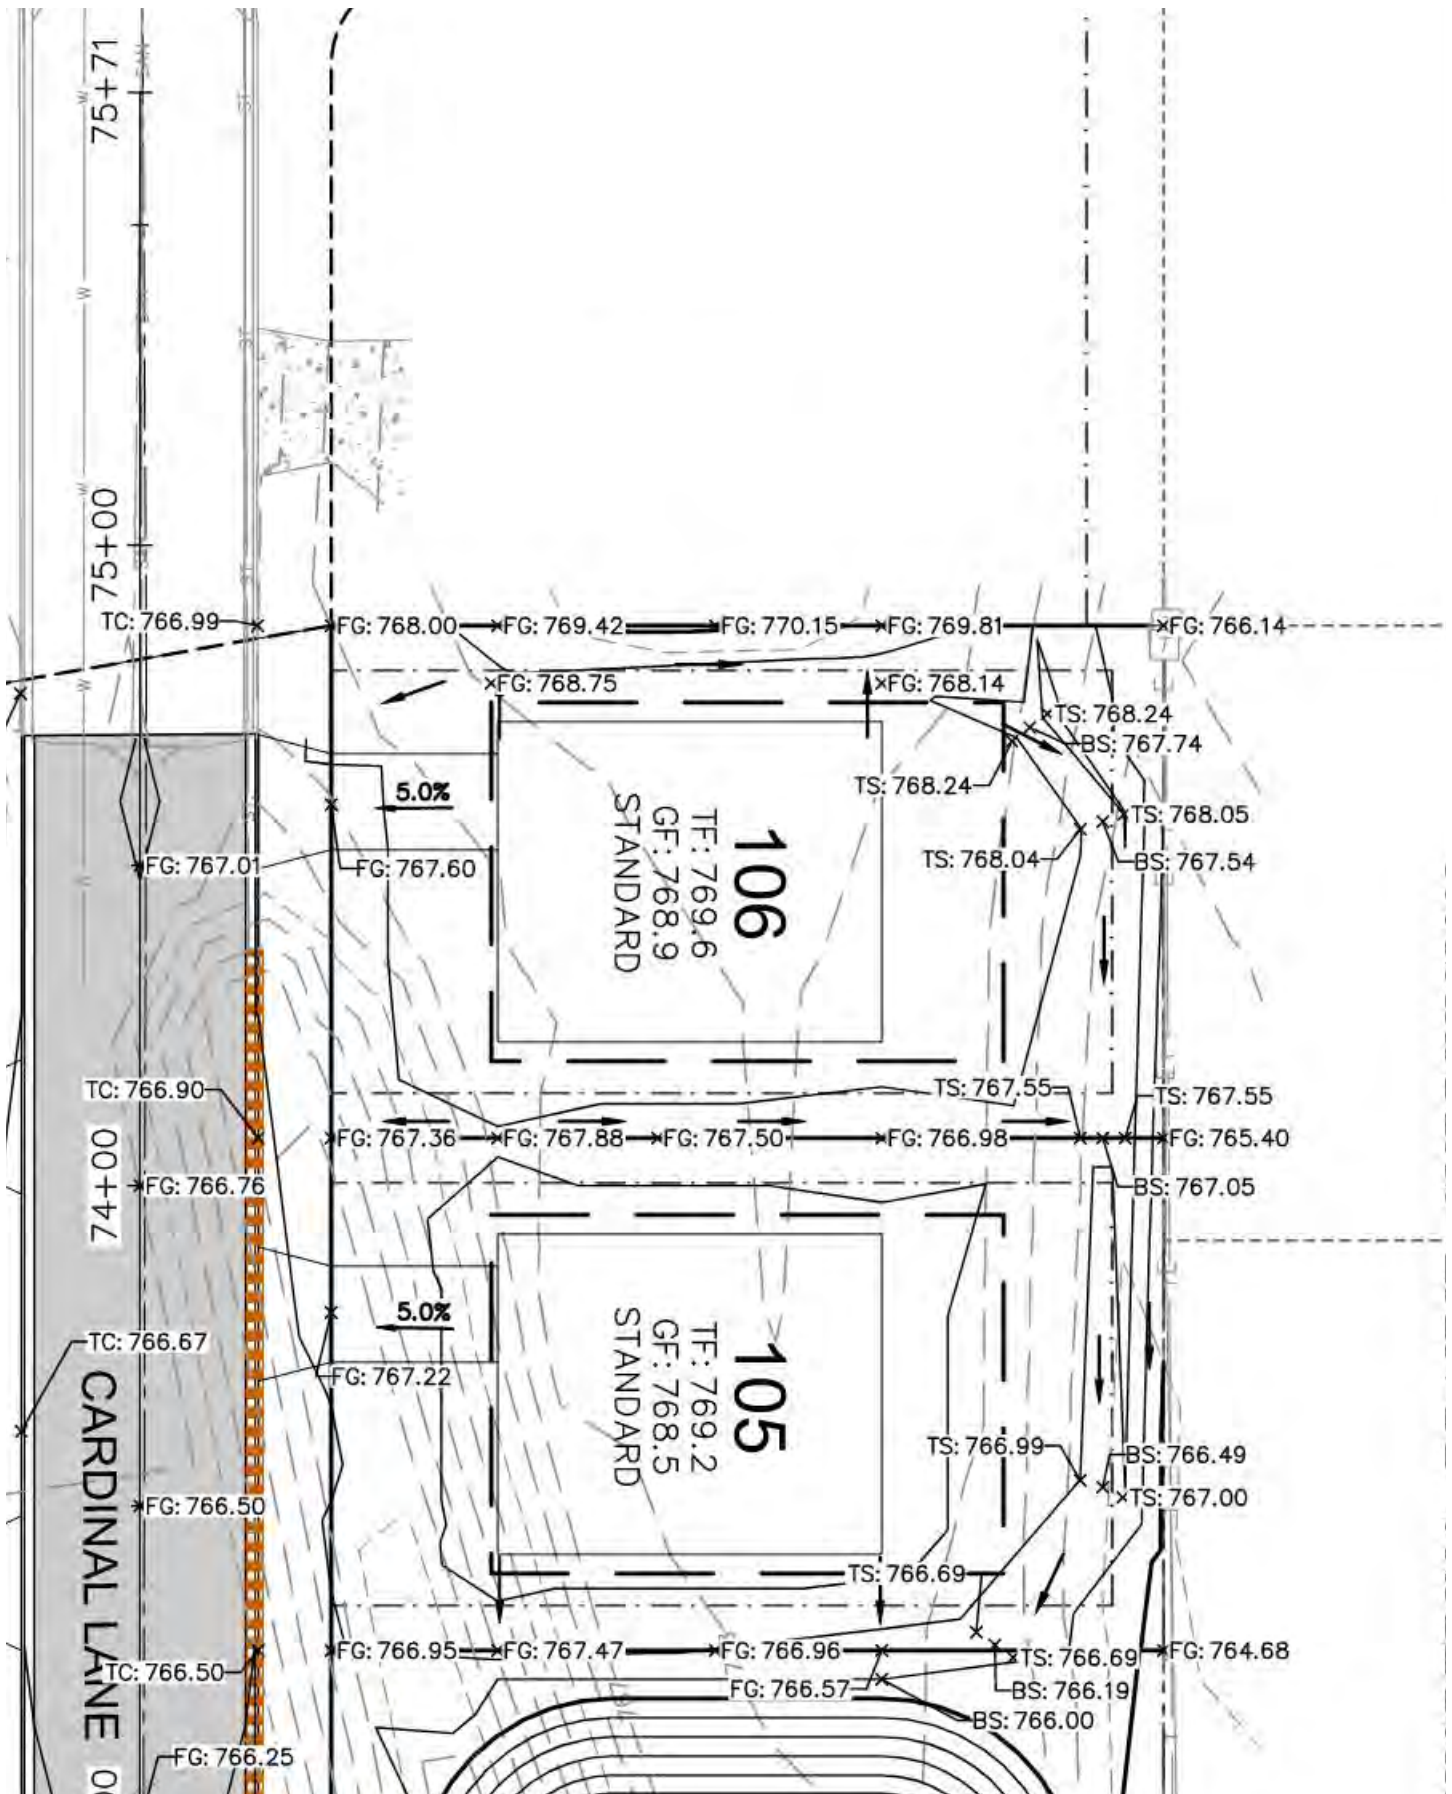 75+71
75+00
TC: 766.99
FG: 768.00
FG: 769.42
FG: 770.15
FG: 769.81
FG: 766.14
FG: 768.75
FG: 768.14
TS: 768.24
BS: 767.74
TS: 768.24
5.0%
TS: 768.05
TS: 768.04
BS: 767.54
FG: 767.01
FG: 767.60
106
TF: 769.6
GF: 768.9
STANDARD
TC: 766.90
TS: 767.55
TS: 767.55
FG: 767.36
FG: 767.88
FG: 767.50
FG: 766.98
FG: 765.40
74+00
FG: 766.76
BS: 767.05
5.0%
TC: 766.67
FG: 767.22
105
TF: 769.2
GF: 768.5
STANDARD
CARDINAL LANE
TS: 766.99
BS: 766.49
FG: 766.50
TS: 767.00
TS: 766.69
FG: 766.95
FG: 767.47
FG: 766.96
FG: 764.68
TC: 766.50
TS: 766.69
FG: 766.57
BS: 766.19
BS: 766.00
FG: 766.25
W
W
W
W
W
ST
ST
ST